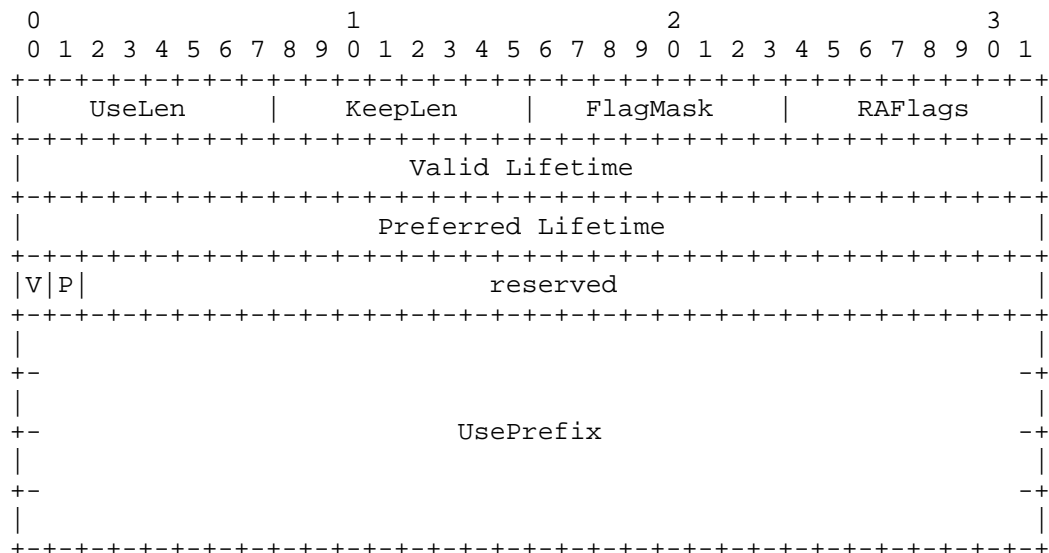 0                   1                   2                   3
 0 1 2 3 4 5 6 7 8 9 0 1 2 3 4 5 6 7 8 9 0 1 2 3 4 5 6 7 8 9 0 1
+-+-+-+-+-+-+-+-+-+-+-+-+-+-+-+-+-+-+-+-+-+-+-+-+-+-+-+-+-+-+-+-+
|    UseLen     |    KeepLen    |   FlagMask    |    RAFlags    |
+-+-+-+-+-+-+-+-+-+-+-+-+-+-+-+-+-+-+-+-+-+-+-+-+-+-+-+-+-+-+-+-+
|                        Valid Lifetime                         |
+-+-+-+-+-+-+-+-+-+-+-+-+-+-+-+-+-+-+-+-+-+-+-+-+-+-+-+-+-+-+-+-+
|                      Preferred Lifetime                       |
+-+-+-+-+-+-+-+-+-+-+-+-+-+-+-+-+-+-+-+-+-+-+-+-+-+-+-+-+-+-+-+-+
|V|P|                         reserved                          |
+-+-+-+-+-+-+-+-+-+-+-+-+-+-+-+-+-+-+-+-+-+-+-+-+-+-+-+-+-+-+-+-+
|                                                               |
+-                                                             -+
|                                                               |
+-                          UsePrefix                          -+
|                                                               |
+-                                                             -+
|                                                               |
+-+-+-+-+-+-+-+-+-+-+-+-+-+-+-+-+-+-+-+-+-+-+-+-+-+-+-+-+-+-+-+-+